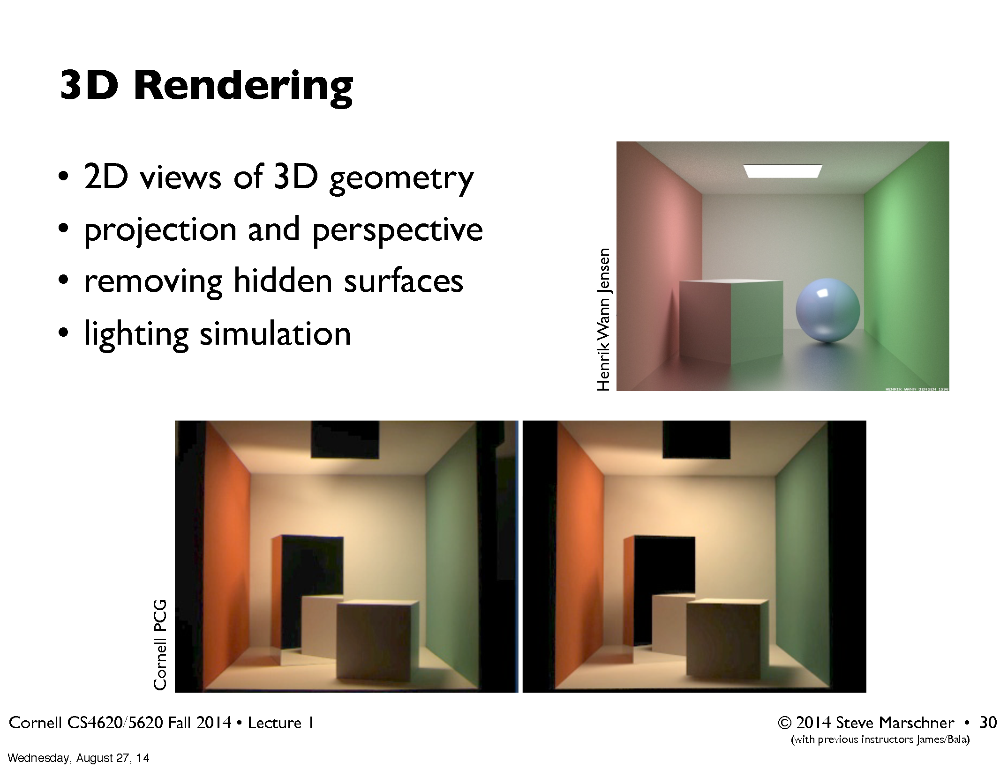 3D Rendering
• 2D views of 3D geometry
• projection and perspective
• removing hidden surfaces
• lighting simulation
Henrik Wann Jensen
HENRIK WANN JENSEN 1996
Cornell PCG
Cornell CS4620/5620 Fall 2014 • Lecture 1
© 2014 Steve Marschner • 30
(with previous instructors James/Bala)
Wednesday, August 27, 14